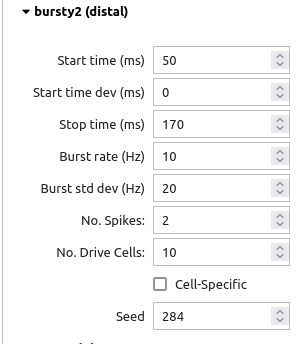 bursty2 (distal)
Start time (ms) 50
Start time dev (ms) 0
Stop time (ms) 170
Burst rate (Hz) 10
Burst std dev (Hz) 20
No. Spikes: 2
No. Drive Cells: 10
Cell-Specific
Seed 284